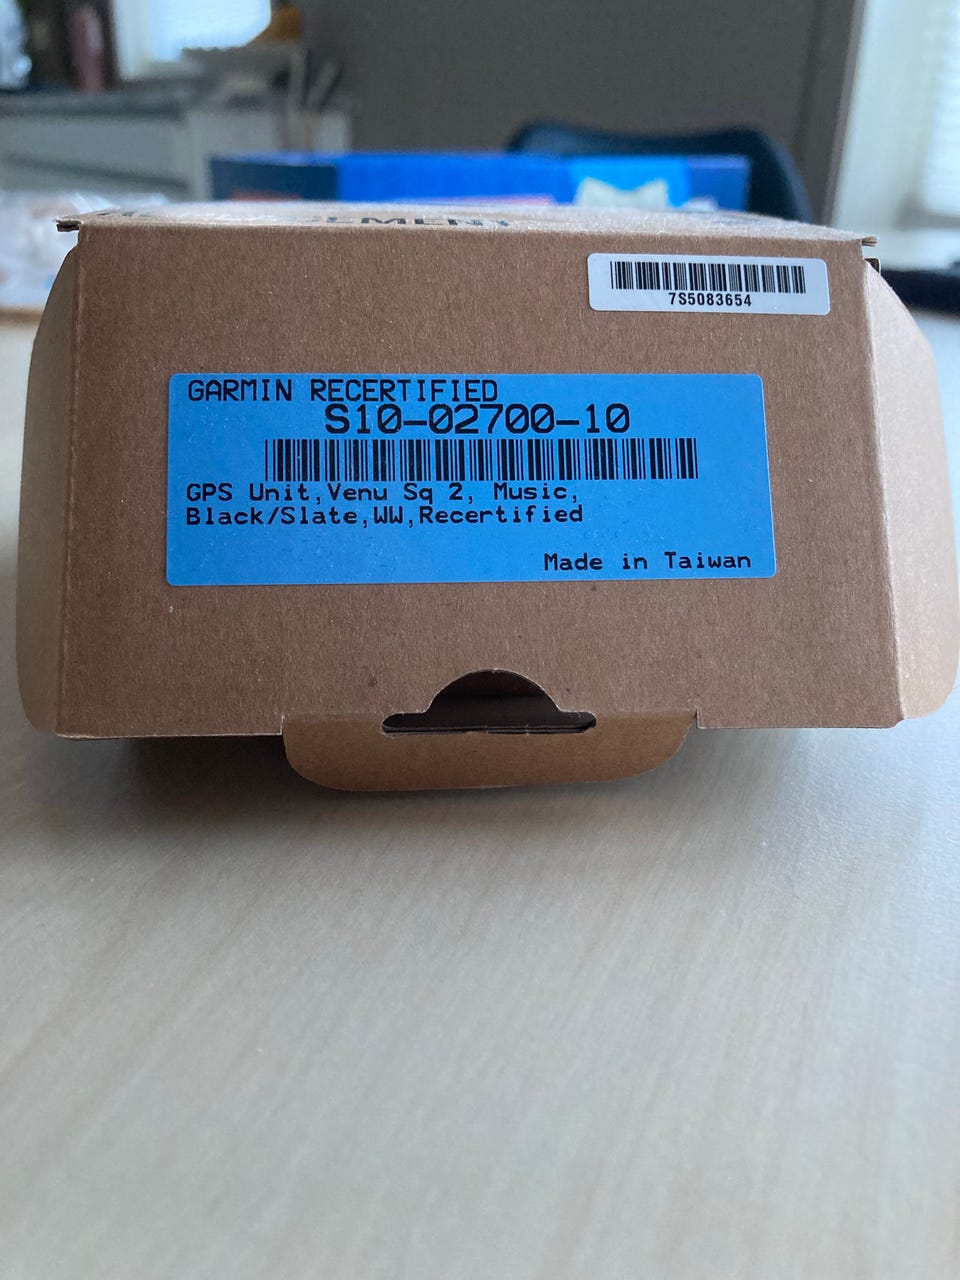 7S5083654
GARMIN RECERTIFIED
S10-02700-10
GPS Unit,Venu Sq 2, Music,
Black/Slate,WW,Recertified
Made in Taiwan